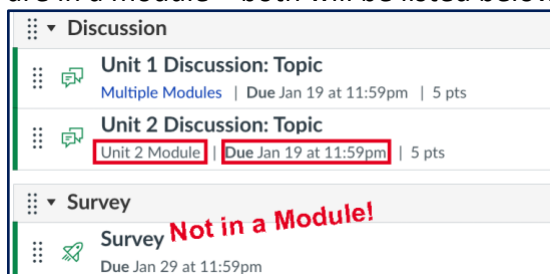 are in a module – both will be listed below
Discussion
Unit 1 Discussion: Topic
Multiple Modules | Due Jan 19 at 11:59pm | 5 pts
Unit 2 Discussion: Topic
Unit 2 Module | Due Jan 19 at 11:59pm | 5 pts
Survey
Not in a Module!
Survey
Due Jan 29 at 11:59pm